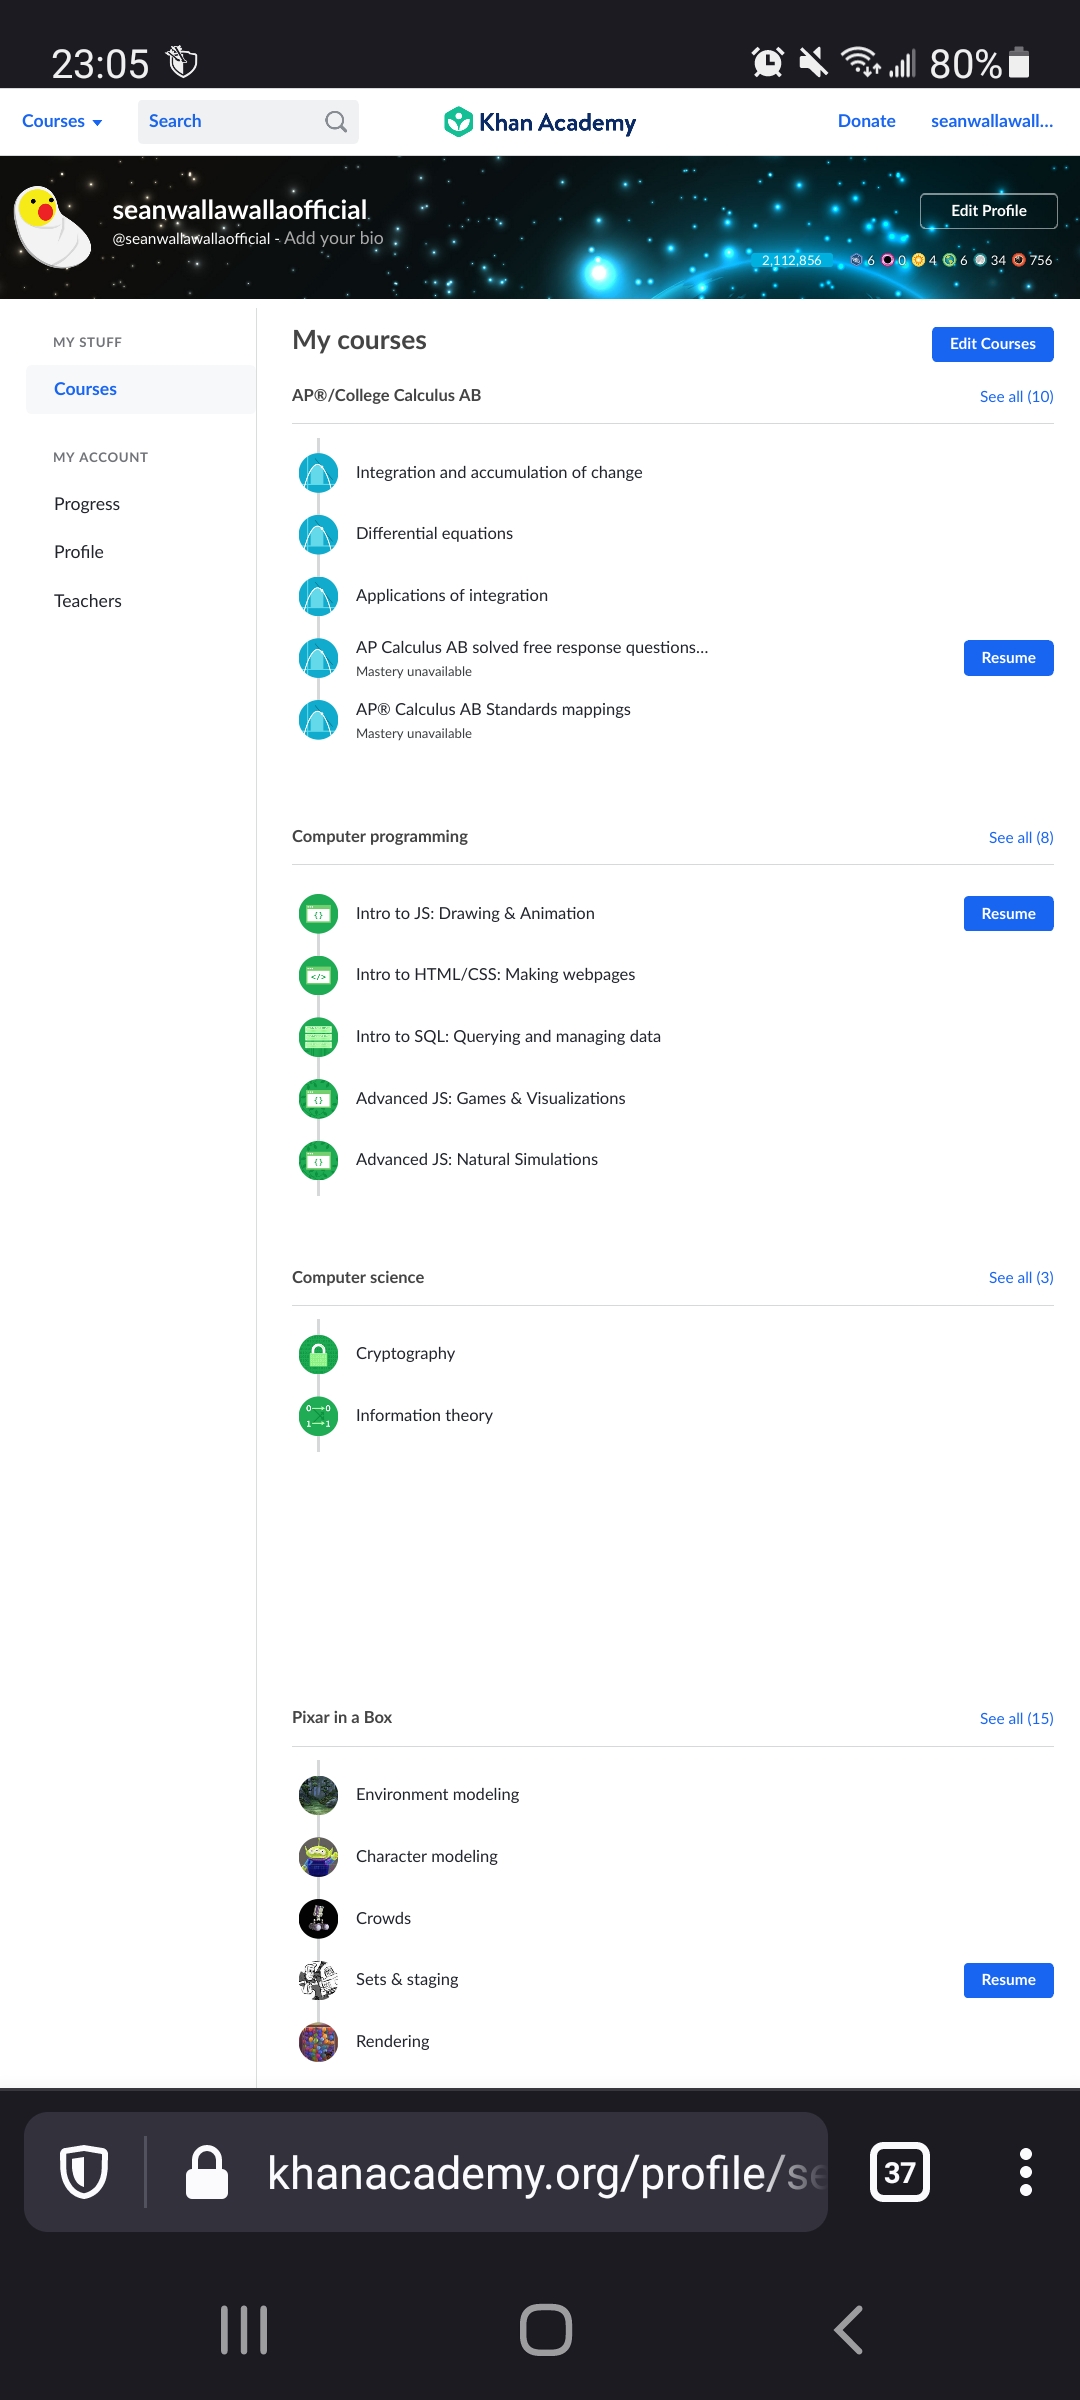 23:05
80%
Courses
Search
Khan Academy
Donate
seanwallawall...
seanwallawallaofficial
@seanwallawallaofficial - Add your bio
Edit Profile
2,112,856
6
0
4
6
34
756
MY STUFF
Courses
MY ACCOUNT
Progress
Profile
Teachers
My courses
Edit Courses
AP®/College Calculus AB
See all (10)
Integration and accumulation of change
Differential equations
Applications of integration
AP Calculus AB solved free response questions...
Mastery unavailable
Resume
AP® Calculus AB Standards mappings
Mastery unavailable
Computer programming
See all (8)
Intro to JS: Drawing & Animation
Resume
Intro to HTML/CSS: Making webpages
Intro to SQL: Querying and managing data
Advanced JS: Games & Visualizations
Advanced JS: Natural Simulations
Computer science
See all (3)
Cryptography
Information theory
Pixar in a Box
See all (15)
Environment modeling
Character modeling
Crowds
Sets & staging
Resume
Rendering
khanacademy.org/profile/se
37